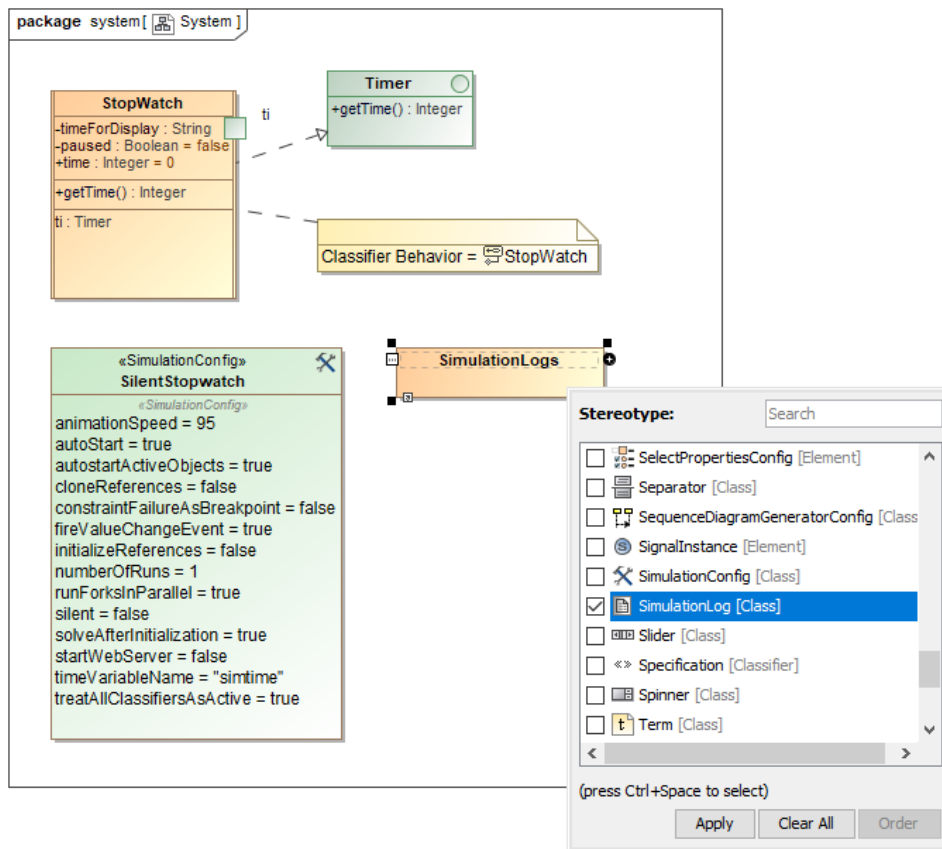 package system[ System ]
StopWatch
-timeForDisplay : String
-paused : Boolean = false
+time : Integer = 0
+getTime() : Integer
ti : Timer
ti
Timer
+getTime() : Integer
Classifier Behavior = StopWatch
«SimulationConfig»
SilentStopwatch
«SimulationConfig»
animationSpeed = 95
autoStart = true
autostartActiveObjects = true
cloneReferences = false
constraintFailureAsBreakpoint = false
fireValueChangeEvent = true
initializeReferences = false
numberOfRuns = 1
runForksInParallel = true
silent = false
solveAfterInitialization = true
startWebServer = false
timeVariableName = "simtime"
treatAllClassifiersAsActive = true
SimulationLogs
Stereotype: Search
SelectPropertiesConfig [Element]
Separator [Class]
SequenceDiagramGeneratorConfig [Class
SignalInstance [Element]
SimulationConfig [Class]
SimulationLog [Class]
Slider [Class]
Specification [Classifier]
Spinner [Class]
Term [Class]
(press Ctrl+Space to select)
Apply Clear All Order